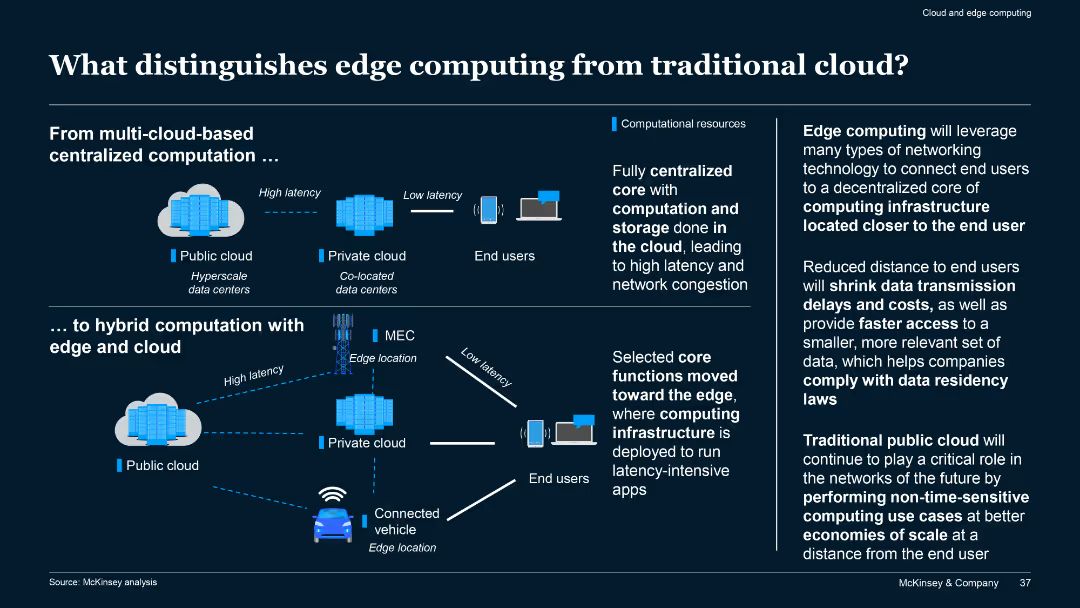 Cloud and edge computing
What distinguishes edge computing from traditional cloud?
From multi-cloud-based
centralized computation …
High latency
Low latency
Public cloud
Hyperscale
data centers
Private cloud
Co-located
data centers
End users
Computational resources
Fully centralized
core with
computation and
storage done in
the cloud, leading
to high latency and
network congestion
… to hybrid computation with
edge and cloud
MEC
Edge location
High latency
Low latency
Public cloud
Private cloud
End users
Connected
vehicle
Edge location
Selected core
functions moved
toward the edge,
where computing
infrastructure is
deployed to run
latency-intensive
apps
Edge computing will leverage
many types of networking
technology to connect end users
to a decentralized core of
computing infrastructure
located closer to the end user
Reduced distance to end users
will shrink data transmission
delays and costs, as well as
provide faster access to a
smaller, more relevant set of
data, which helps companies
comply with data residency
laws
Traditional public cloud will
continue to play a critical role in
the networks of the future by
performing non-time-sensitive
computing use cases at better
economies of scale at a
distance from the end user
Source: McKinsey analysis
McKinsey & Company 37